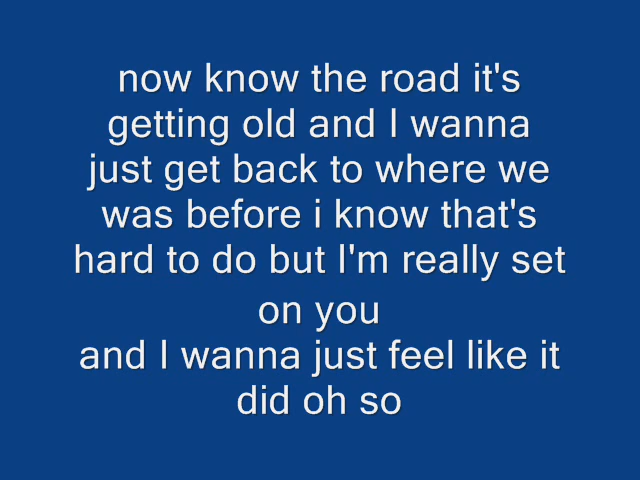 now know the road it's
getting old and I wanna
just get back to where we
was before i know that's
hard to do but I'm really set
on you
and I wanna just feel like it
did oh so